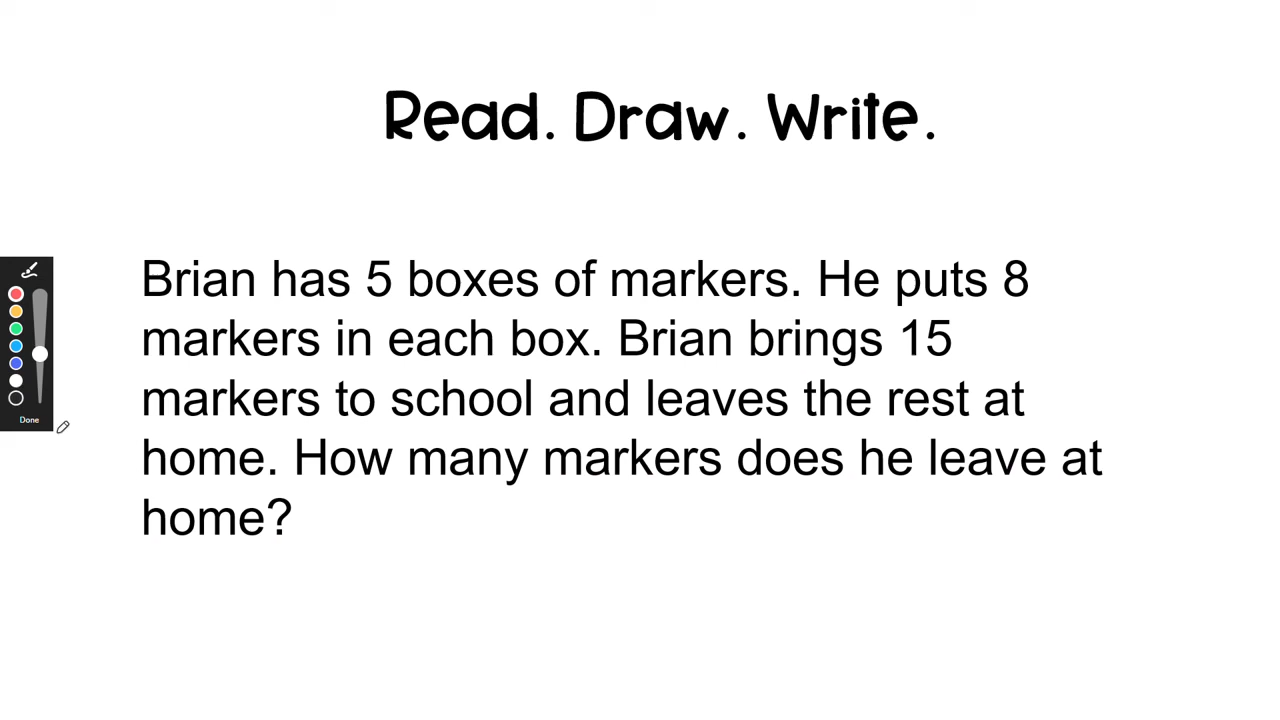 Read. Draw. Write.
Brian has 5 boxes of markers. He puts 8
markers in each box. Brian brings 15
markers to school and leaves the rest at
home. How many markers does he leave at
home?
Done